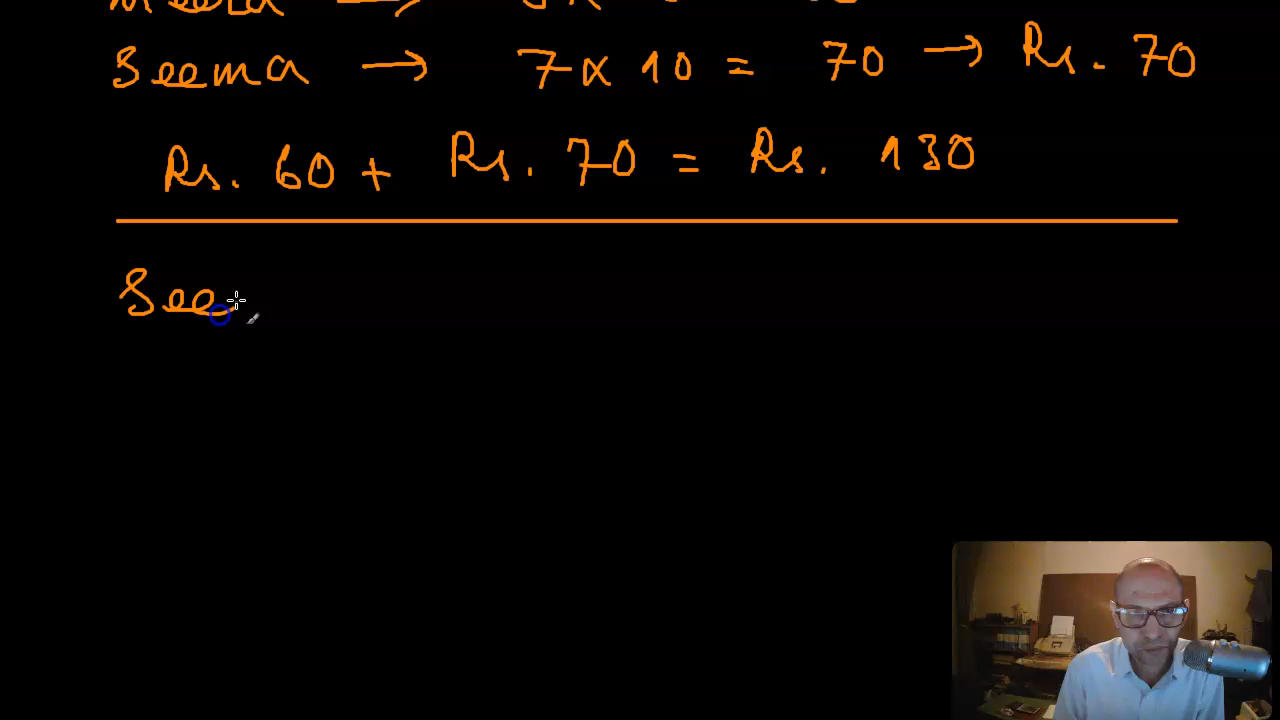 Seema → 7 x 10 = 70 → Rs. 70
Rs. 60 + Rs. 70 = Rs. 130
See